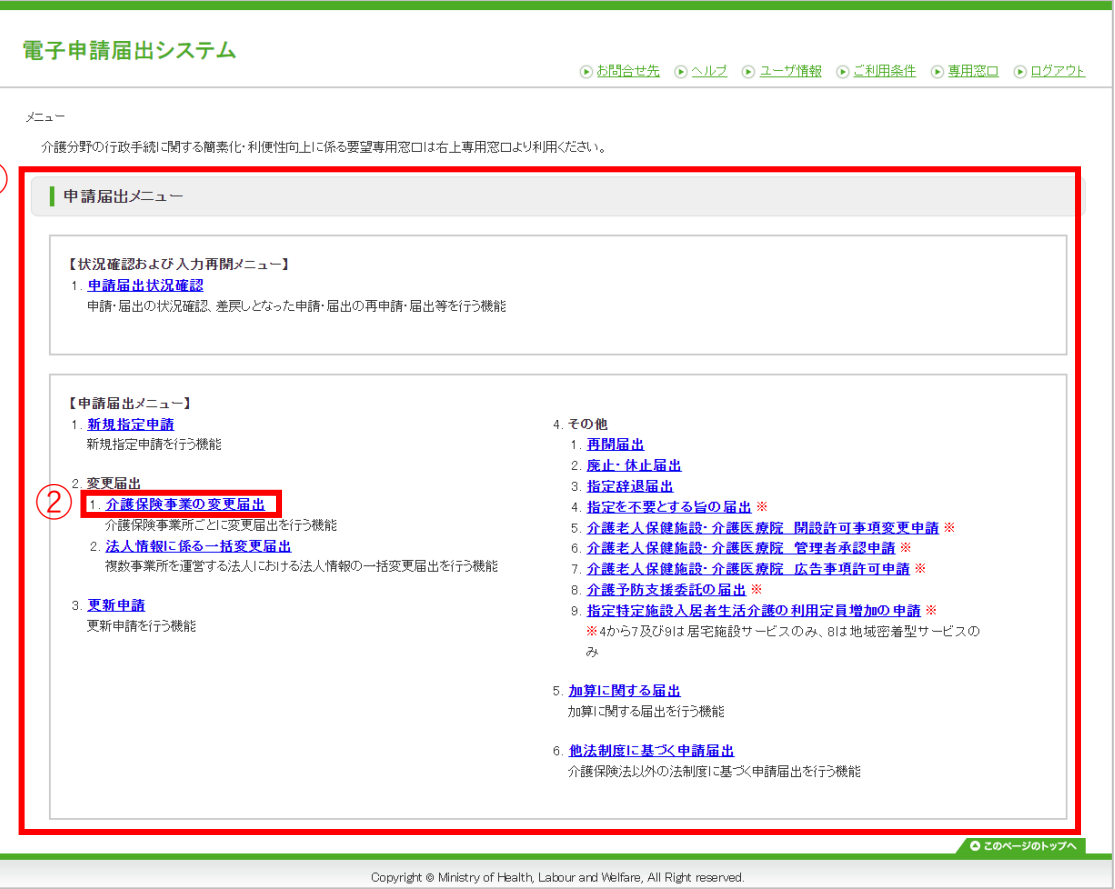 電子申請届出システム
お問合せ先 ヘルプ ユーザ情報 ご利用条件 専用窓口 ログアウト
メニュー
介護分野の行政手続に関する簡素化・利便性向上に係る要望専用窓口は右上専用窓口より利用ください。
申請届出メニュー
【状況確認および入力再開メニュー】
1. 申請届出状況確認
申請・届出の状況確認、差戻しとなった申請・届出の再申請・届出等を行う機能
【申請届出メニュー】
1. 新規指定申請
新規指定申請を行う機能
2. 変更届出
②
1. 介護保険事業の変更届出
介護保険事業所ごとに変更届出を行う機能
2. 法人情報に係る一括変更届出
複数事業所を運営する法人における法人情報の一括変更届出を行う機能
3. 更新申請
更新申請を行う機能
4. その他
1. 再開届出
2. 廃止・休止届出
3. 指定辞退届出
4. 指定を不要とする旨の届出 ※
5. 介護老人保健施設・介護医療院 開設許可事項変更申請 ※
6. 介護老人保健施設・介護医療院 管理者承認申請 ※
7. 介護老人保健施設・介護医療院 広告事項許可申請 ※
8. 介護予防支援委託の届出 ※
9. 指定特定施設入居者生活介護の利用定員増加の申請 ※
※4から7及び9は居宅施設サービスのみ、8は地域密着型サービスの
み
5. 加算に関する届出
加算に関する届出を行う機能
6. 他法制度に基づく申請届出
介護保険法以外の法制度に基づく申請届出を行う機能
このページのトップへ
Copyright © Ministry of Health, Labour and Welfare, All Right reserved.